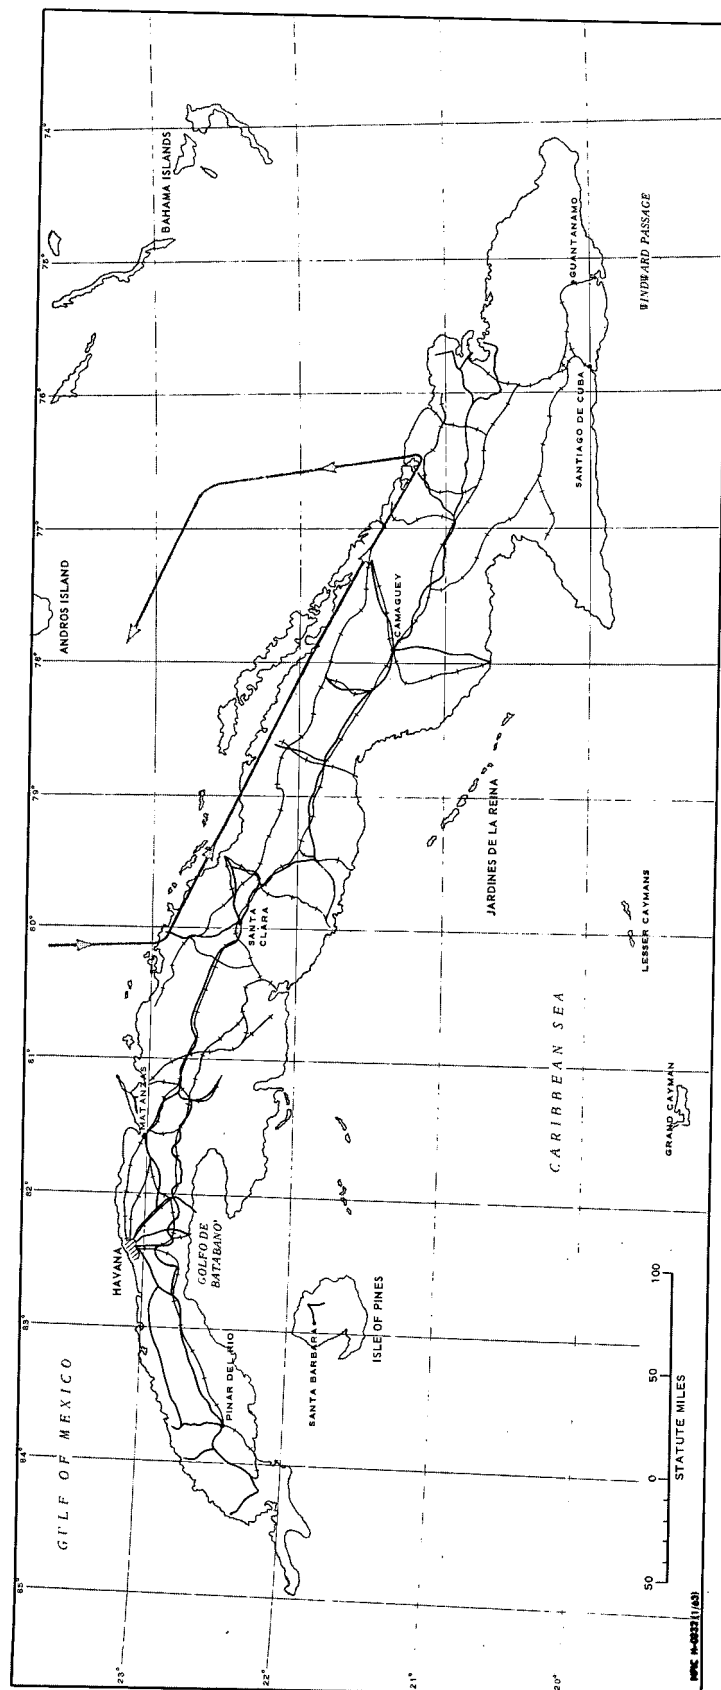 GULF OF MEXICO
85°
84°
83°
82°
81°
80°
79°
78°
77°
76°
75°
74°
23°
22°
21°
20°
HAVANA
MATANZAS
GOLFO DE
BATABANO'
PINAR DEL RIO
SANTA BARBARA
ISLE OF PINES
SANTA
CLARA
CAMAGUEY
ANDROS ISLAND
BAHAMA ISLANDS
GUANTANAMO
SANTIAGO DE CUBA
WINDWARD PASSAGE
JARDINES DE LA REINA
LESSER CAYMANS
GRAND CAYMAN
CARIBBEAN SEA
50 0 50 100
STATUTE MILES